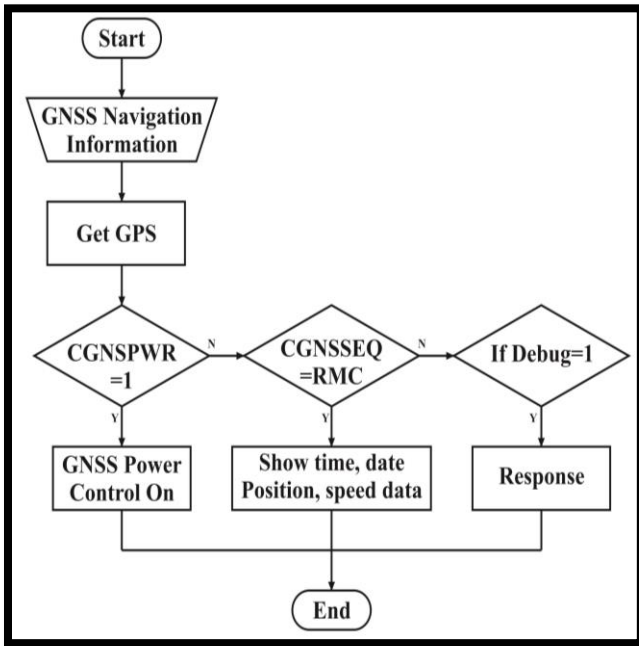 Start
GNSS Navigation
Information
Get GPS
CGNSPWR
=1
N
CGNSSEQ
=RMC
N
If Debug=1
Y
Y
Y
GNSS Power
Control On
Show time, date
Position, speed data
Response
End